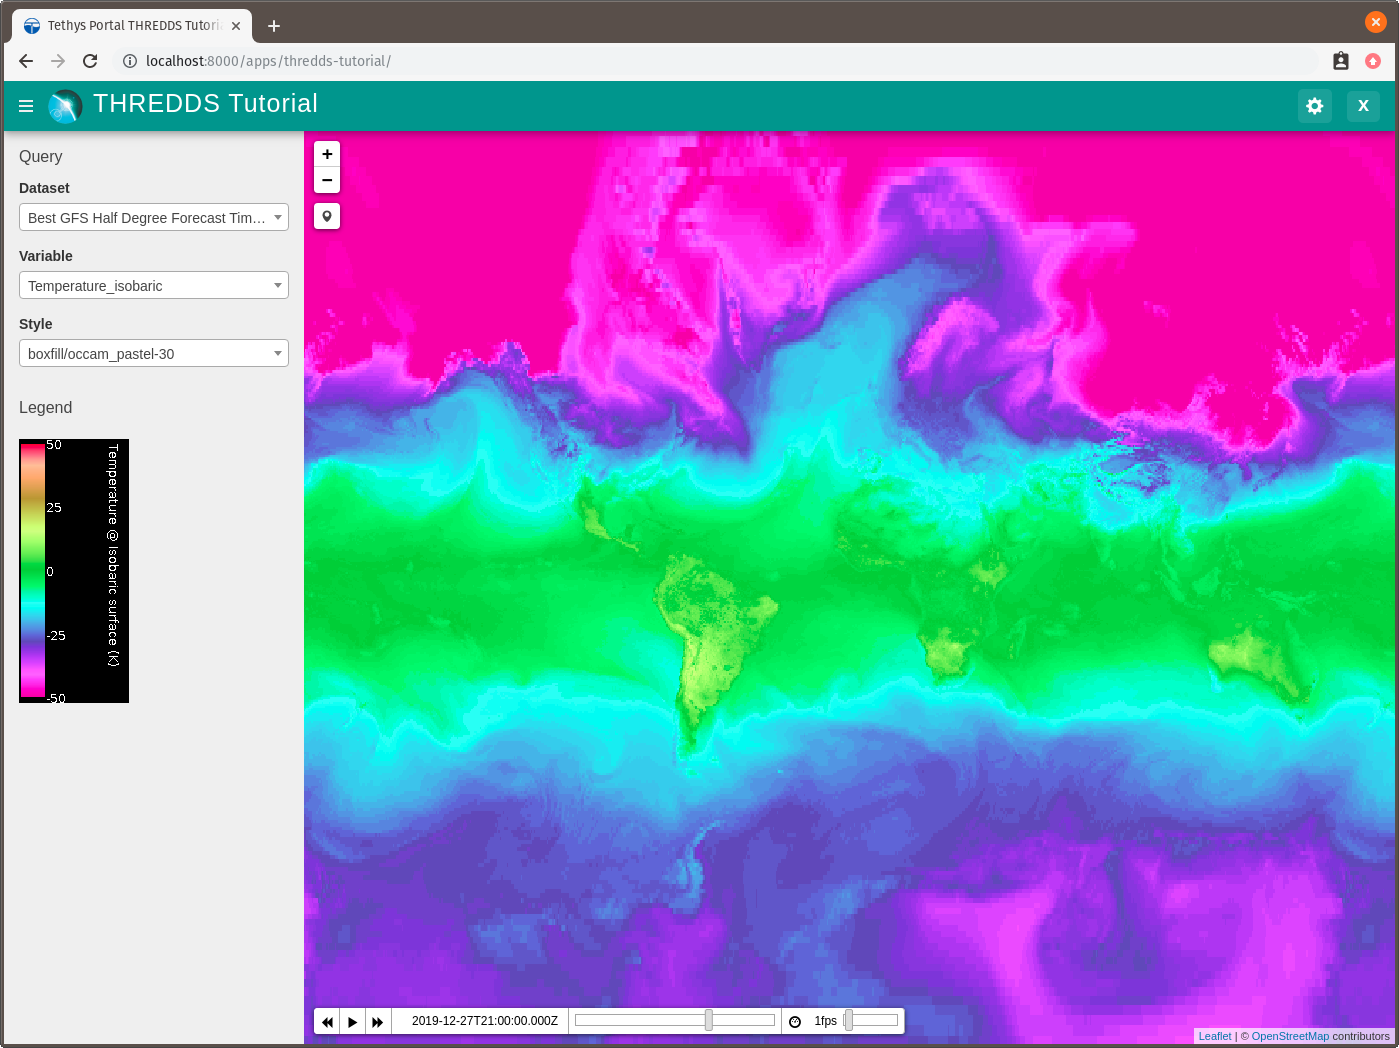 Tethys Portal THREDDS Tutori
localhost:8000/apps/thredds-tutorial/
THREDDS Tutorial
X
Query
Dataset
Best GFS Half Degree Forecast Tim…
Variable
Temperature_isobaric
Style
boxfill/occam_pastel-30
Legend
50
25
0
-25
-50
Temperature @ Isobaric surface (K)
+
−
2019-12-27T21:00:00.000Z
1fps
Leaflet | © OpenStreetMap contributors